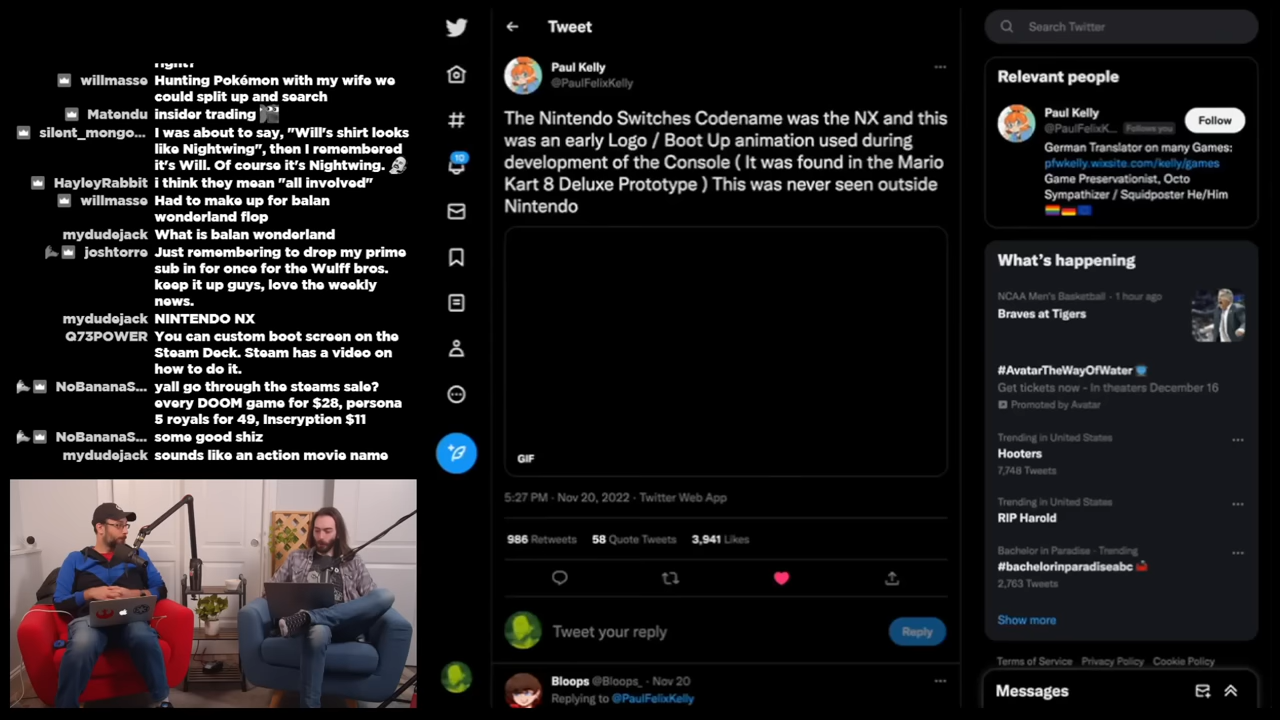 right?
willmasse Hunting Pokémon with my wife we
could split up and search
Matendu insider trading
silent_mongo... I was about to say, "Will's shirt looks
like Nightwing", then I remembered
it's Will. Of course it's Nightwing.
HayleyRabbit i think they mean "all involved"
willmasse Had to make up for balan
wonderland flop
mydudejack What is balan wonderland
joshtorre Just remembering to drop my prime
sub in for once for the Wulff bros.
keep it up guys, love the weekly
news.
mydudejack NINTENDO NX
Q73POWER You can custom boot screen on the
Steam Deck. Steam has a video on
how to do it.
NoBananaS... yall go through the steams sale?
every DOOM game for $28, persona
5 royals for 49, Inscryption $11
NoBananaS... some good shiz
mydudejack sounds like an action movie name
10
Tweet
Paul Kelly
@PaulFelixKelly
The Nintendo Switches Codename was the NX and this
was an early Logo / Boot Up animation used during
development of the Console ( It was found in the Mario
Kart 8 Deluxe Prototype ) This was never seen outside
Nintendo
GIF
5:27 PM · Nov 20, 2022 · Twitter Web App
986 Retweets 58 Quote Tweets 3,941 Likes
Tweet your reply
Reply
Bloops @Bloops_ · Nov 20
Replying to @PaulFelixKelly
Search Twitter
Relevant people
Paul Kelly
@PaulFelixK... Follows you
Follow
German Translator on many Games:
pfwkelly.wixsite.com/kelly/games
Game Preservationist, Octo
Sympathizer / Squidposter He/Him
What's happening
NCAA Men's Basketball · 1 hour ago
Braves at Tigers
#AvatarTheWayOfWater
Get tickets now - In theaters December 16
Promoted by Avatar
Trending in United States
Hooters
7,748 Tweets
Trending in United States
RIP Harold
Bachelor in Paradise · Trending
#bachelorinparadiseabc
2,763 Tweets
Show more
Terms of Service Privacy Policy Cookie Policy
Messages